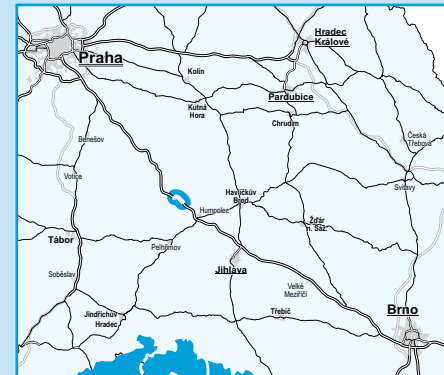 Hradec
Králové
Praha
Kolín
Pardubice
Kutná
Hora
Chrudim
Benešov
Česká
Třebová
Votice
Svitavy
Havlíčkův
Brod
Humpolec
Žďár
n. Sáz.
Tábor
Pelhřimov
Jihlava
Soběslav
Velké
Meziříčí
Jindřichův
Hradec
Třebíč
Brno